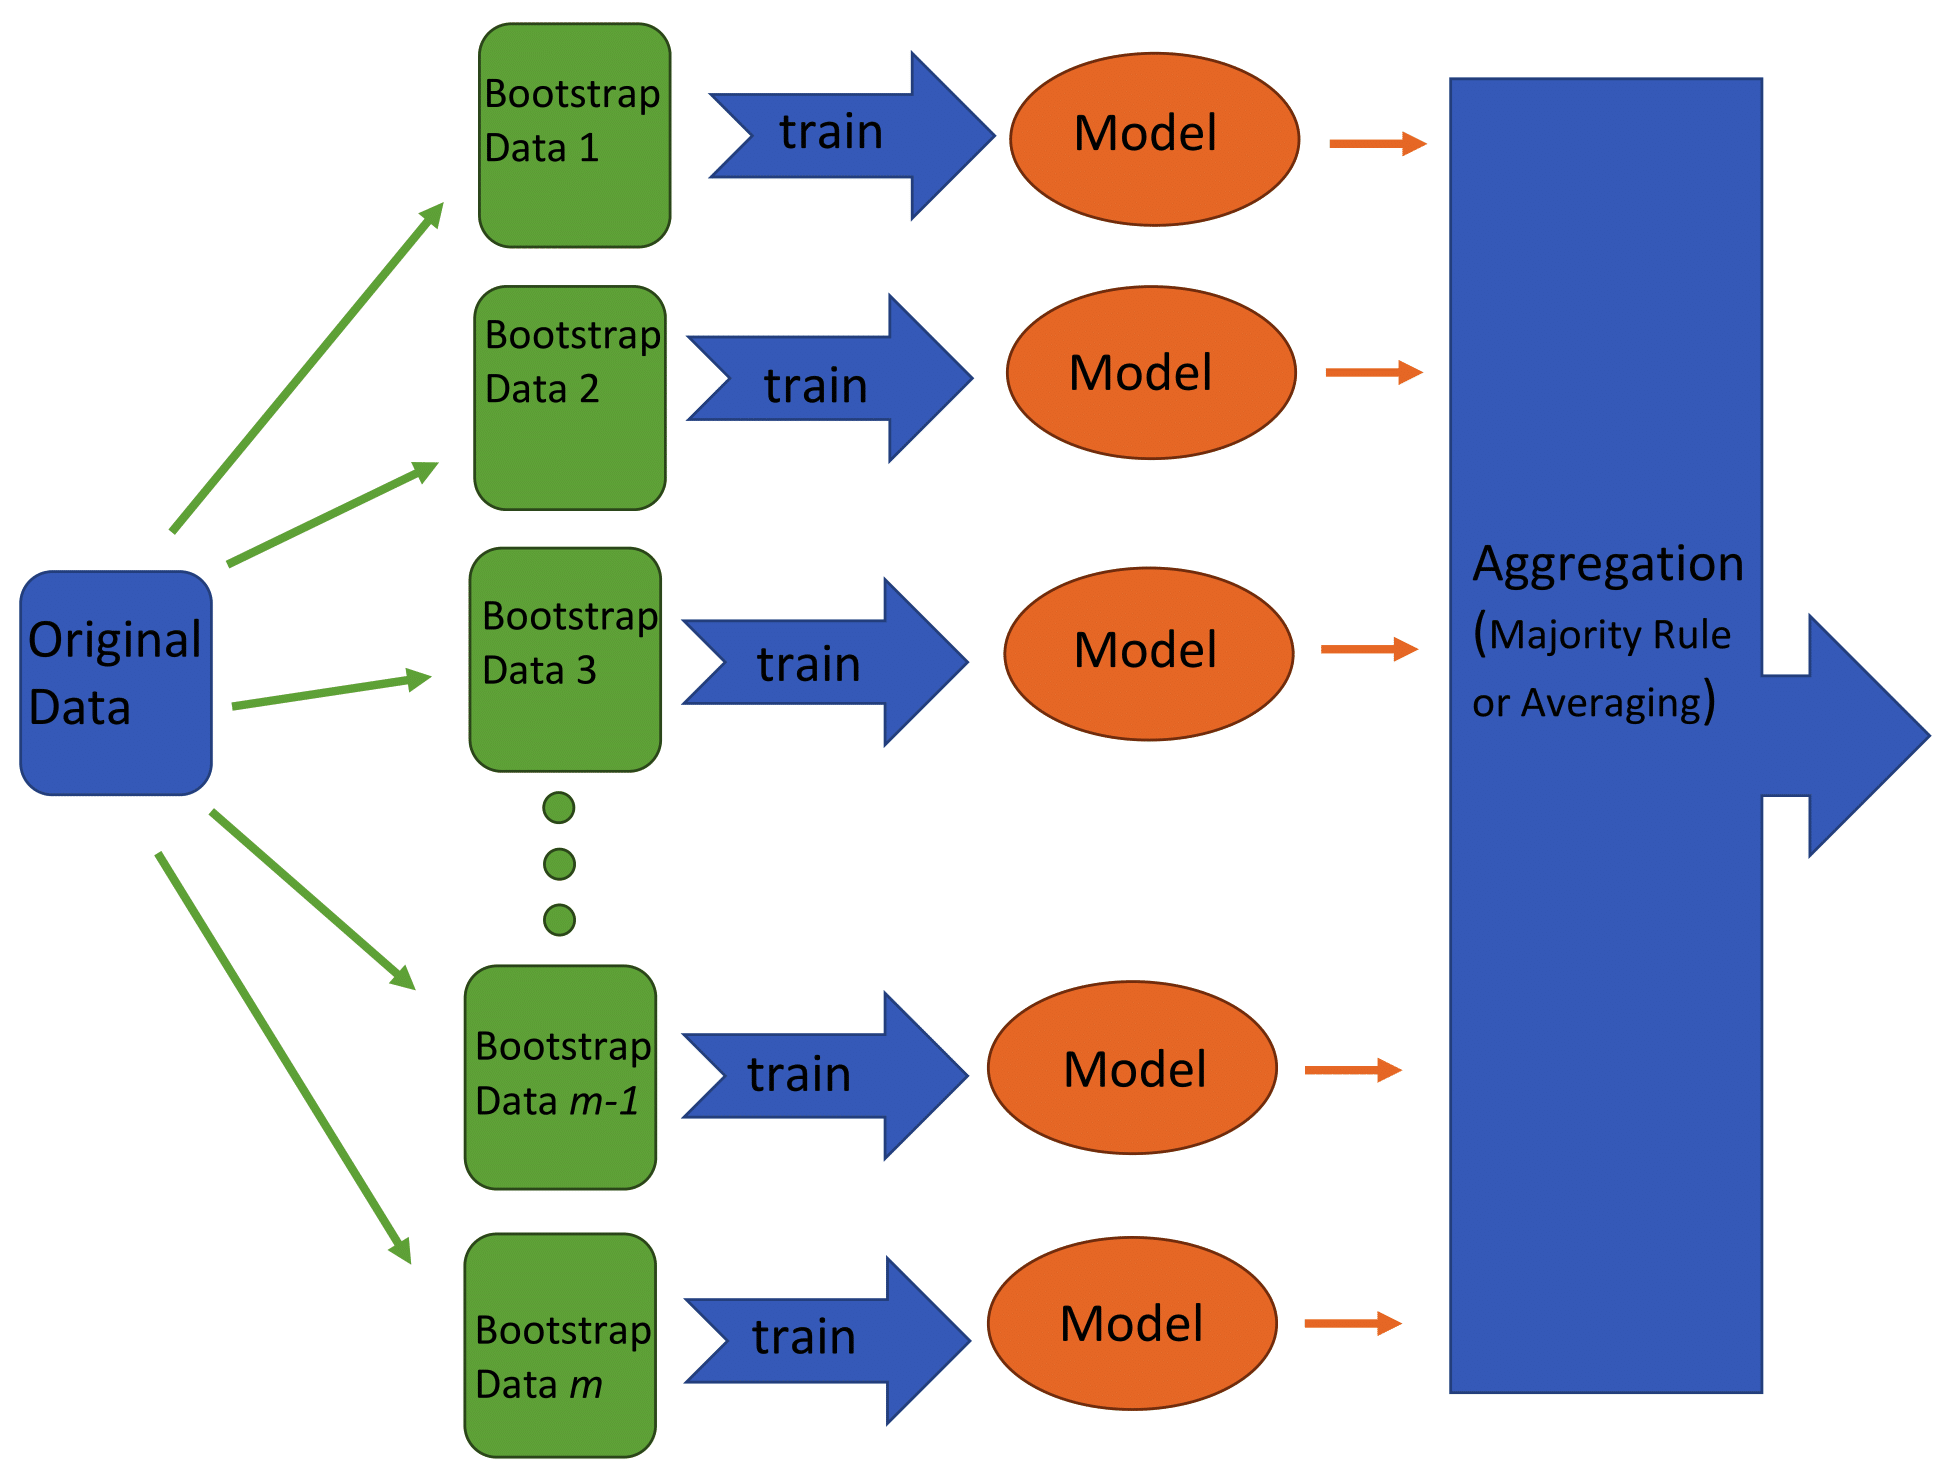 Bootstrap
Data 1
train
Model
Bootstrap
Data 2
train
Model
Original
Data
Bootstrap
Data 3
train
Model
Aggregation
(Majority Rule
or Averaging)
Bootstrap
Data m-1
train
Model
Bootstrap
Data m
train
Model